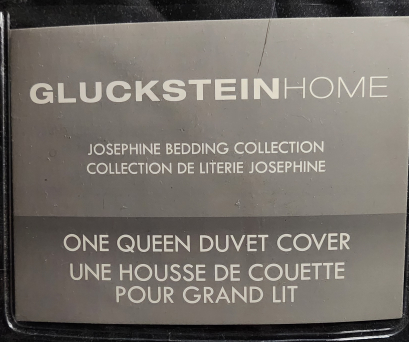 GLUCKSTEINHOME
JOSEPHINE BEDDING COLLECTION
COLLECTION DE LITERIE JOSEPHINE
ONE QUEEN DUVET COVER
UNE HOUSSE DE COUETTE
POUR GRAND LIT